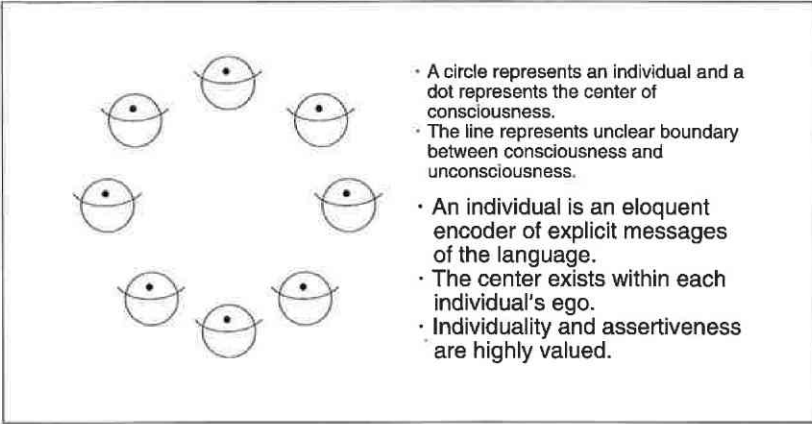 · A circle represents an individual and a
dot represents the center of
consciousness.
· The line represents unclear boundary
between consciousness and
unconsciousness.
· An individual is an eloquent
encoder of explicit messages
of the language.
· The center exists within each
individual's ego.
· Individuality and assertiveness
are highly valued.